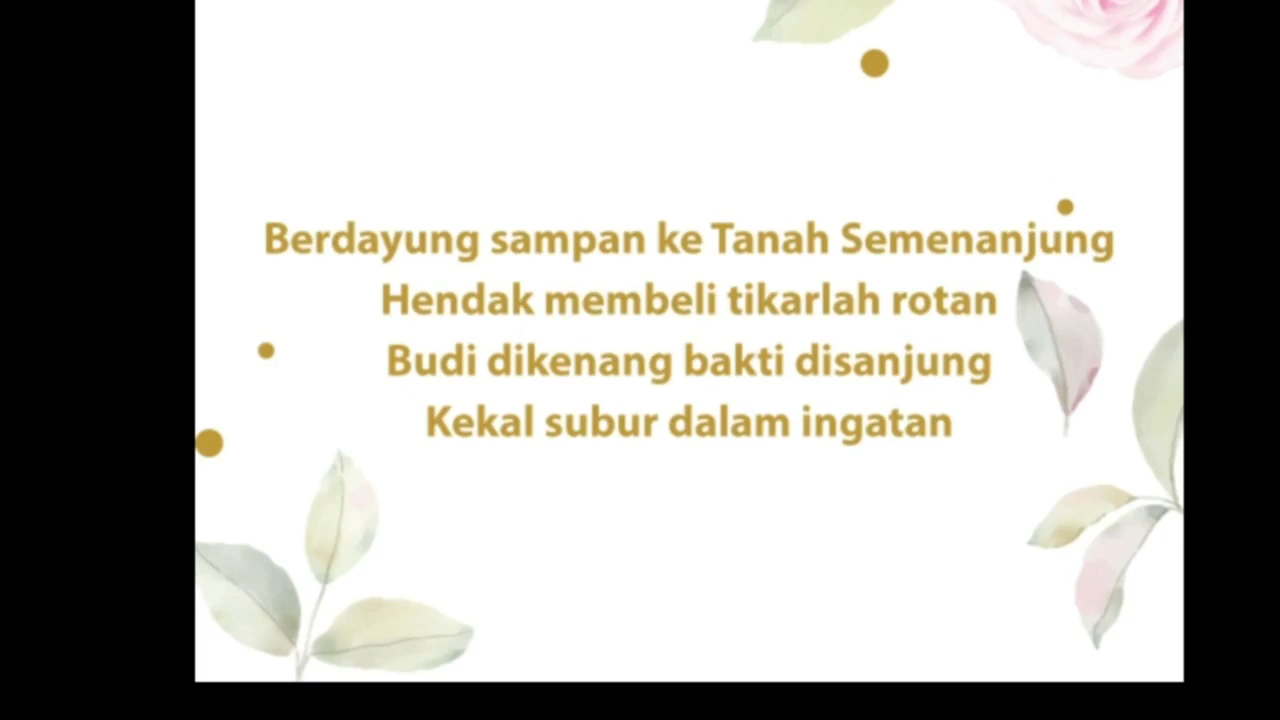 Berdayung sampan ke Tanah Semenanjung
Hendak membeli tikarlah rotan
Budi dikenang bakti disanjung
Kekal subur dalam ingatan